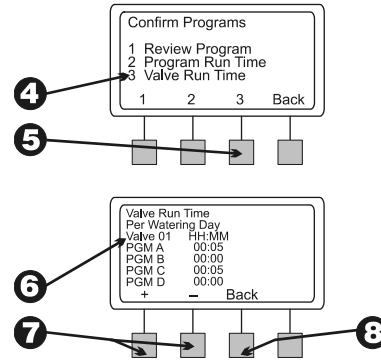 Confirm Programs
1 Review Program
2 Program Run Time
3 Valve Run Time
1 2 3 Back
4
5
Valve Run Time
Per Watering Day
Valve 01 HH:MM
PGM A 00:05
PGM B 00:00
PGM C 00:05
PGM D 00:00
+ − Back
6
7
8